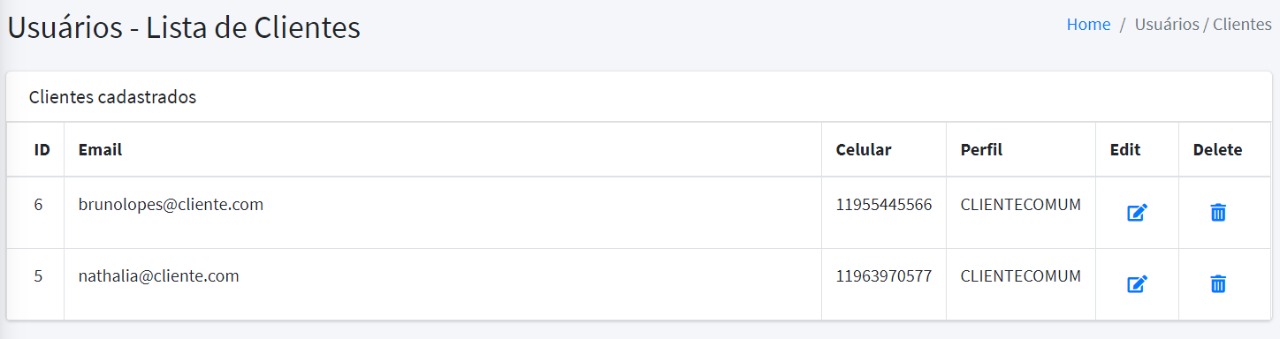 Usuários - Lista de Clientes
Home / Usuários / Clientes
Clientes cadastrados
ID Email Celular Perfil Edit Delete
6 brunolopes@cliente.com 11955445566 CLIENTECOMUM
5 nathalia@cliente.com 11963970577 CLIENTECOMUM